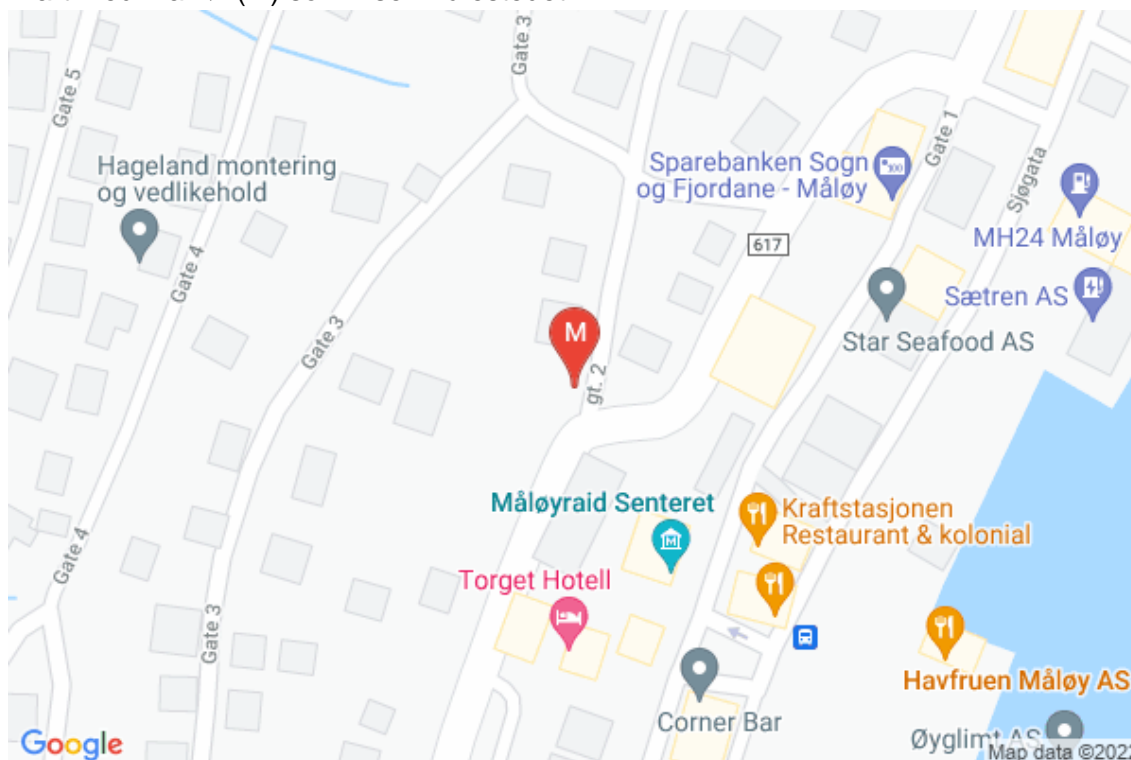 Gate 3
Gate 5
Gate 1
Hageland montering
og vedlikehold
Sparebanken Sogn
og Fjordane - Måløy
Sjøgata
MH24 Måløy
617
Gate 4
Sætren AS
Gate 3
M
Star Seafood AS
gt. 2
Måløyraid Senteret
Kraftstasjonen
Restaurant & kolonial
Gate 4
Torget Hotell
Gate 3
Havfruen Måløy AS
Corner Bar
Øyglimt AS
Google
Map data ©2022